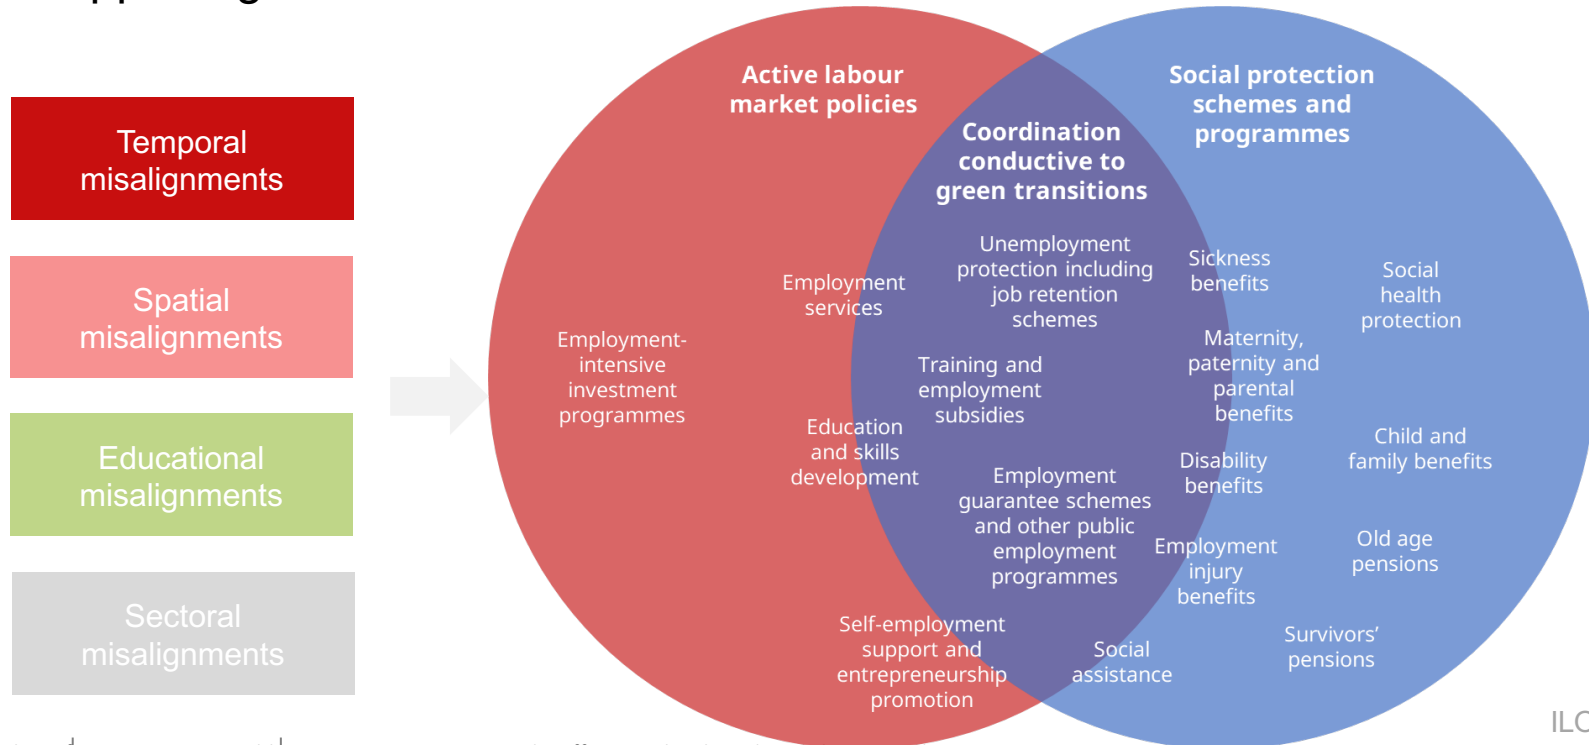 Temporal
misalignments
Spatial
misalignments
Educational
misalignments
Sectoral
misalignments
Active labour
market policies
Social protection
schemes and
programmes
Coordination
conductive to
green transitions
Employment-
intensive
investment
programmes
Employment
services
Education
and skills
development
Self-employment
support and
entrepreneurship
promotion
Unemployment
protection including
job retention
schemes
Training and
employment
subsidies
Employment
guarantee schemes
and other public
employment
programmes
Sickness
benefits
Maternity,
paternity and
parental
benefits
Disability
benefits
Employment
injury
benefits
Social
assistance
Social
health
protection
Child and
family benefits
Old age
pensions
Survivors’
pensions